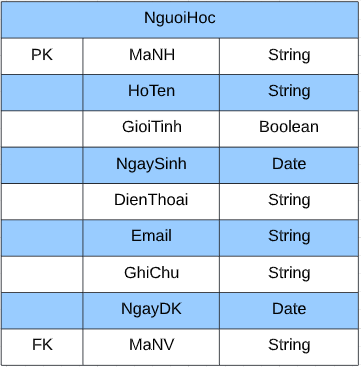 NguoiHoc
PK MaNH String
HoTen String
GioiTinh Boolean
NgaySinh Date
DienThoai String
Email String
GhiChu String
NgayDK Date
FK MaNV String